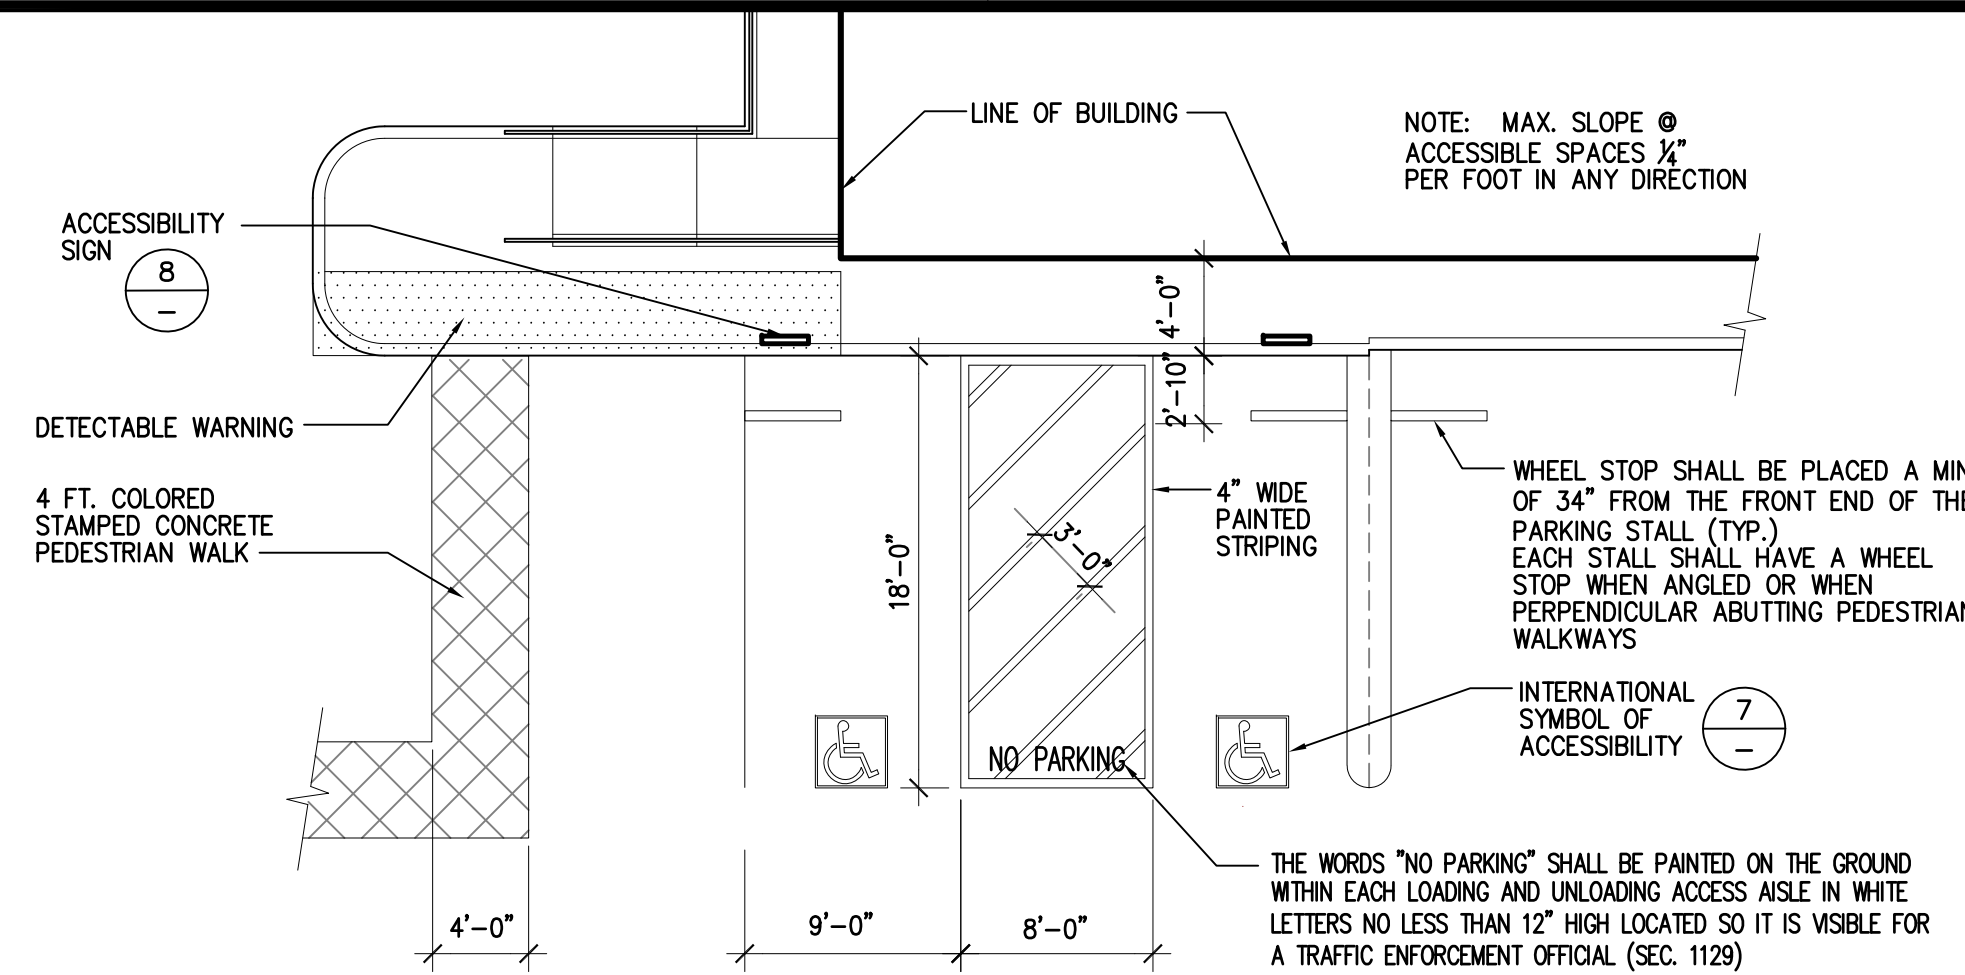 LINE OF BUILDING
NOTE: MAX. SLOPE @
ACCESSIBLE SPACES ¼"
PER FOOT IN ANY DIRECTION
ACCESSIBILITY
SIGN
8
–
4'-0"
2'-10"
DETECTABLE WARNING
4 FT. COLORED
STAMPED CONCRETE
PEDESTRIAN WALK
18'-0"
3'-0"
4" WIDE
PAINTED
STRIPING
WHEEL STOP SHALL BE PLACED A MIN
OF 34" FROM THE FRONT END OF THE
PARKING STALL (TYP.)
EACH STALL SHALL HAVE A WHEEL
STOP WHEN ANGLED OR WHEN
PERPENDICULAR ABUTTING PEDESTRIAN
WALKWAYS
INTERNATIONAL
SYMBOL OF
ACCESSIBILITY
7
–
NO PARKING
THE WORDS "NO PARKING" SHALL BE PAINTED ON THE GROUND
WITHIN EACH LOADING AND UNLOADING ACCESS AISLE IN WHITE
LETTERS NO LESS THAN 12" HIGH LOCATED SO IT IS VISIBLE FOR
A TRAFFIC ENFORCEMENT OFFICIAL (SEC. 1129)
4'-0"
9'-0"
8'-0"